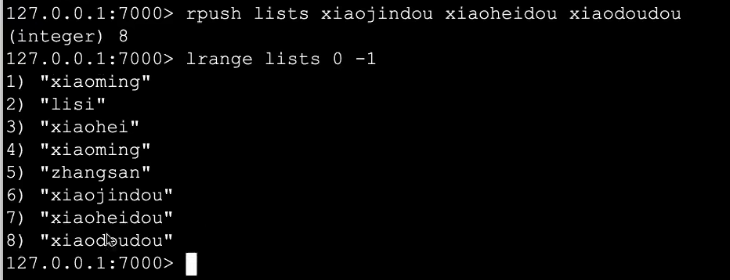 127.0.0.1:7000> rpush lists xiaojindou xiaoheidou xiaodoudou
(integer) 8
127.0.0.1:7000> lrange lists 0 -1
1) "xiaoming"
2) "lisi"
3) "xiaohei"
4) "xiaoming"
5) "zhangsan"
6) "xiaojindou"
7) "xiaoheidou"
8) "xiaodoudou"
127.0.0.1:7000>